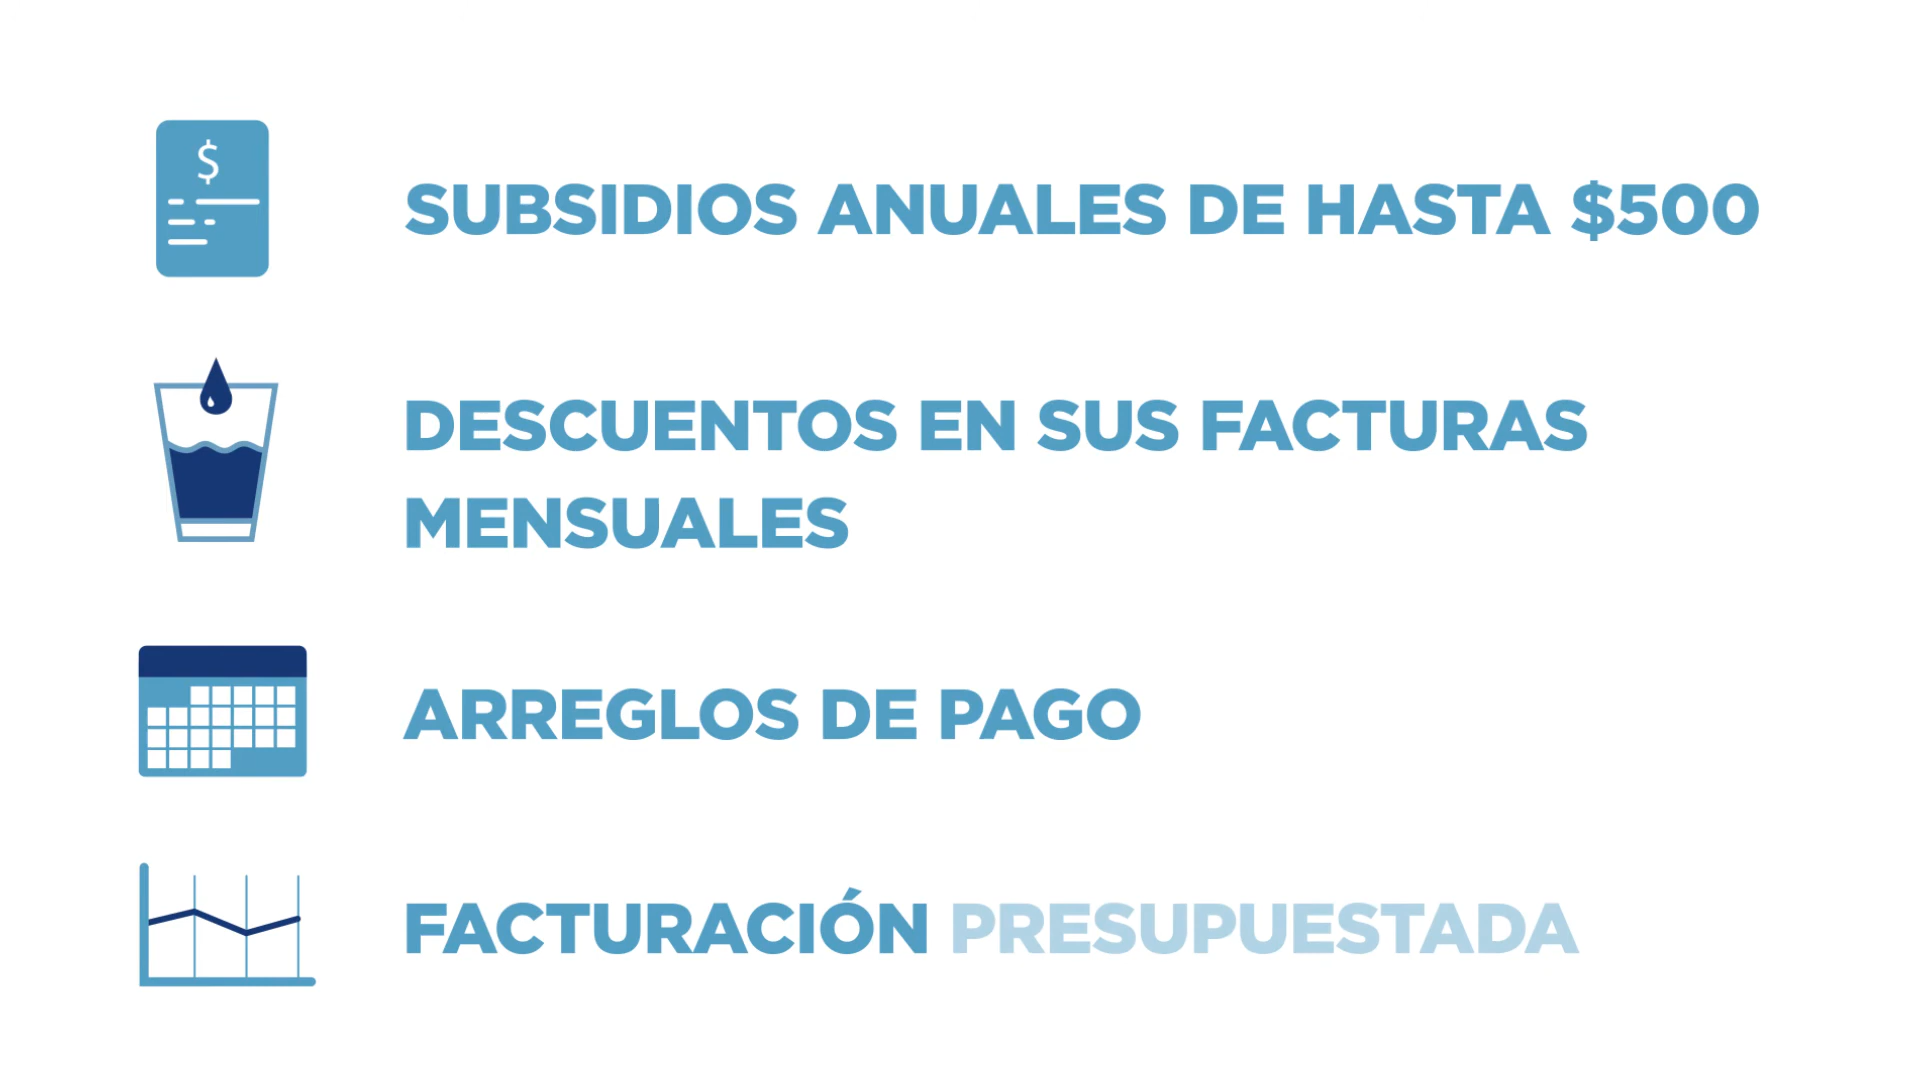 $
SUBSIDIOS ANUALES DE HASTA $500
DESCUENTOS EN SUS FACTURAS
MENSUALES
ARREGLOS DE PAGO
FACTURACIÓN PRESUPUESTADA